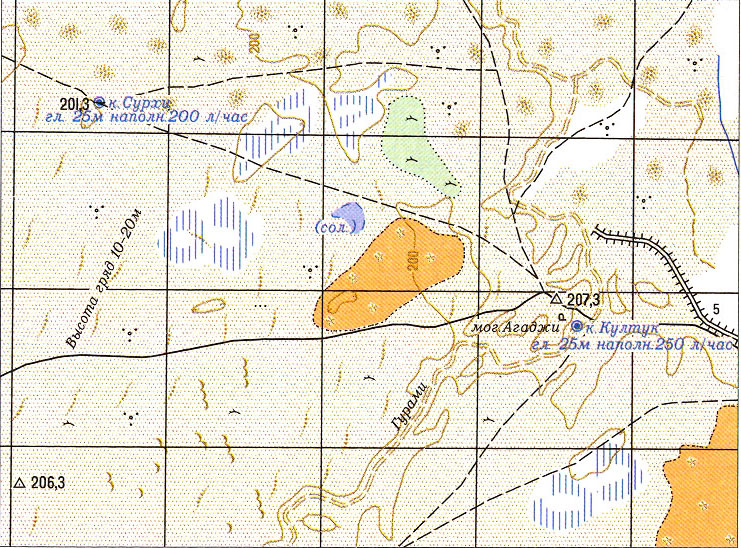 200
201,3
к.Сурхи
гл. 25м наполн.200 л/час
(сол.)
Высота гряд 10-20м
200
207,3
5
мог.Агаджи
Р
к.Култук
гл. 25м наполн.250 л/час
Гурами
206,3